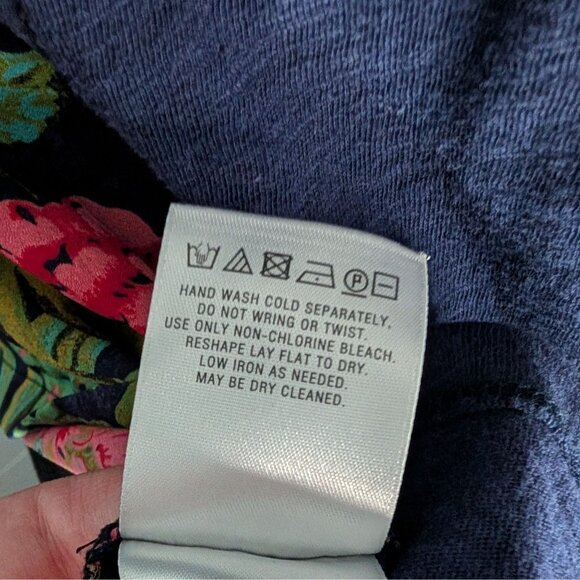 P
HAND WASH COLD SEPARATELY,
DO NOT WRING OR TWIST.
USE ONLY NON-CHLORINE BLEACH.
RESHAPE LAY FLAT TO DRY.
LOW IRON AS NEEDED.
MAY BE DRY CLEANED.